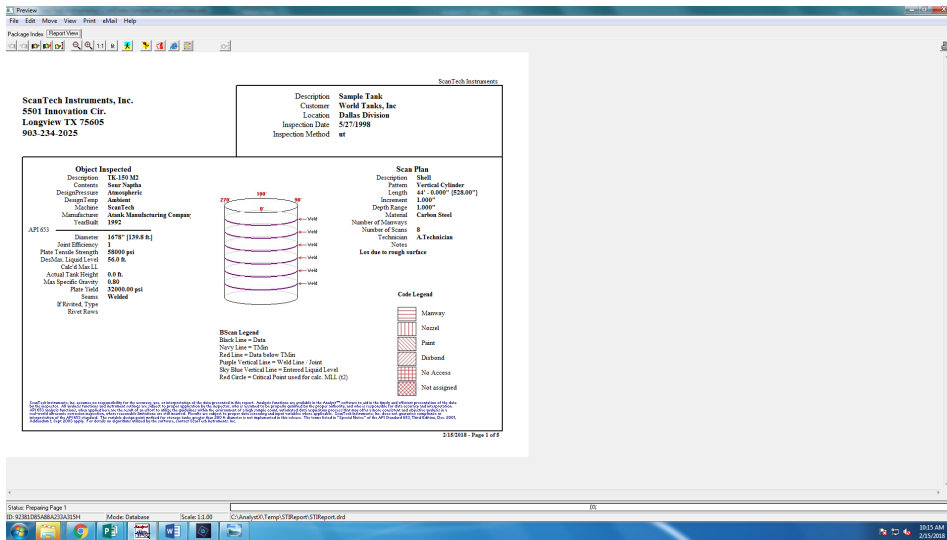 Preview
File Edit Move View Print eMail Help
Package Index Report View
1:1
ScanTech Instruments
ScanTech Instruments, Inc.
5501 Innovation Cir.
Longview TX 75605
903-234-2025
Description Sample Tank
Customer World Tanks, Inc
Location Dallas Division
Inspection Date 5/27/1998
Inspection Method ut
Object Inspected
Description TK-150 M2
Contents Sour Naptha
DesignPressure Atmospheric
DesignTemp Ambient
Machine ScanTech
Manufacturer Atank Manufacturing Company
YearBuilt 1992
API 653
Diameter 1678" [139.8 ft.]
Joint Efficiency 1
Plate Tensile Strength 58000 psi
DesMax. Liquid Level 56.0 ft.
Calc'd Max LL
Actual Tank Height 0.0 ft.
Max Specific Gravity 0.80
Plate Yield 32000.00 psi
Seams Welded
If Rivited, Type
Rivet Rows
180'
270' 90'
0'
Weld
Weld
Weld
Weld
Weld
Weld
Scan Plan
Description Shell
Pattern Vertical Cylinder
Length 44' - 0.000" [528.00"]
Increment 1.000"
Depth Range 1.000"
Material Carbon Steel
Number of Manways
Number of Scans 8
Technician A.Technician
Notes
Los due to rough surface
BScan Legend
Black Line = Data
Navy Line = TMin
Red Line = Data below TMin
Purple Vertical Line = Weld Line / Joint
Sky Blue Vertical Line = Entered Liquid Level
Red Circle = Critical Point used for calc. MLL (t2)
Code Legend
Manway
Nozzel
Paint
Disbond
No Access
Not assigned
2/15/2018 - Page 1 of 5
Status: Preparing Page 1
0%
ID: 92381D85A88A233A315H Mode: Database Scale: 1:1.00 C:\AnalystX\Temp\STIReport\STIReport.drd
10:15 AM
2/15/2018